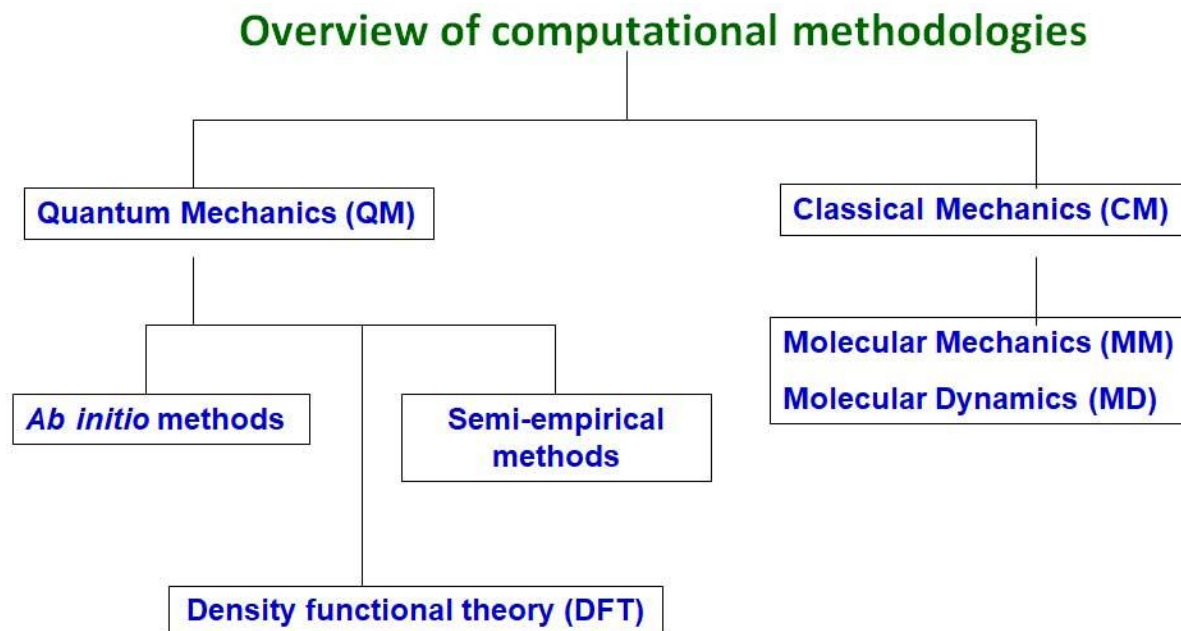 Overview of computational methodologies
Quantum Mechanics (QM)
Classical Mechanics (CM)
Molecular Mechanics (MM)
Molecular Dynamics (MD)
Ab initio methods
Semi-empirical
methods
Density functional theory (DFT)